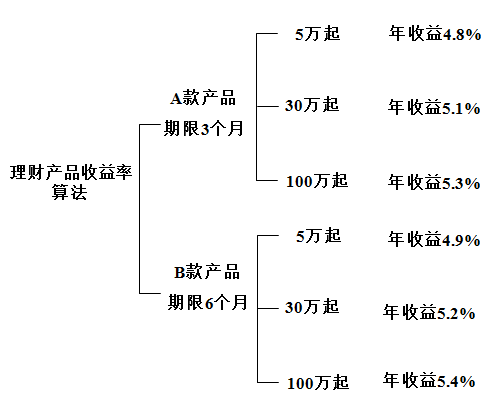 理财产品收益率
算法
A款产品
期限3个月
5万起 年收益4.8%
30万起 年收益5.1%
100万起 年收益5.3%
B款产品
期限6个月
5万起 年收益4.9%
30万起 年收益5.2%
100万起 年收益5.4%